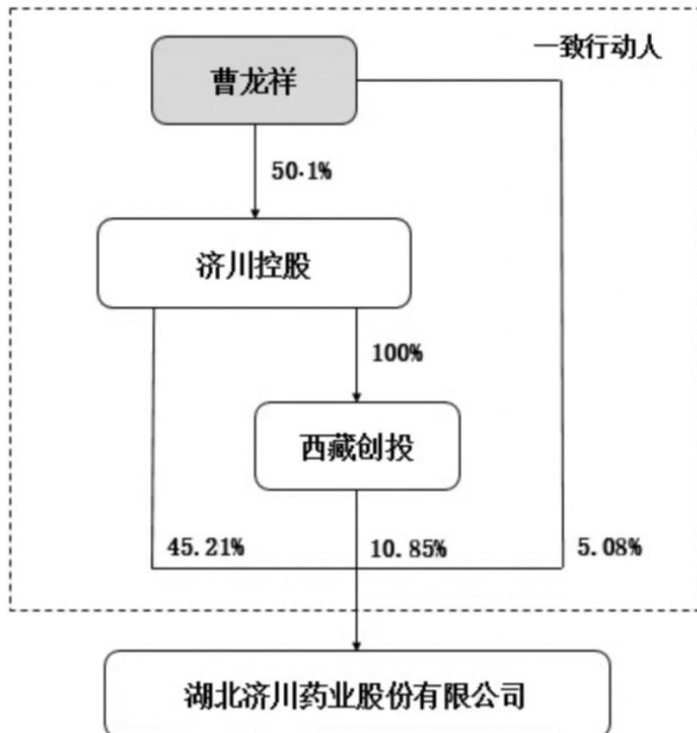 一致行动人
曹龙祥
50.1%
济川控股
100%
西藏创投
45.21%
10.85%
5.08%
湖北济川药业股份有限公司